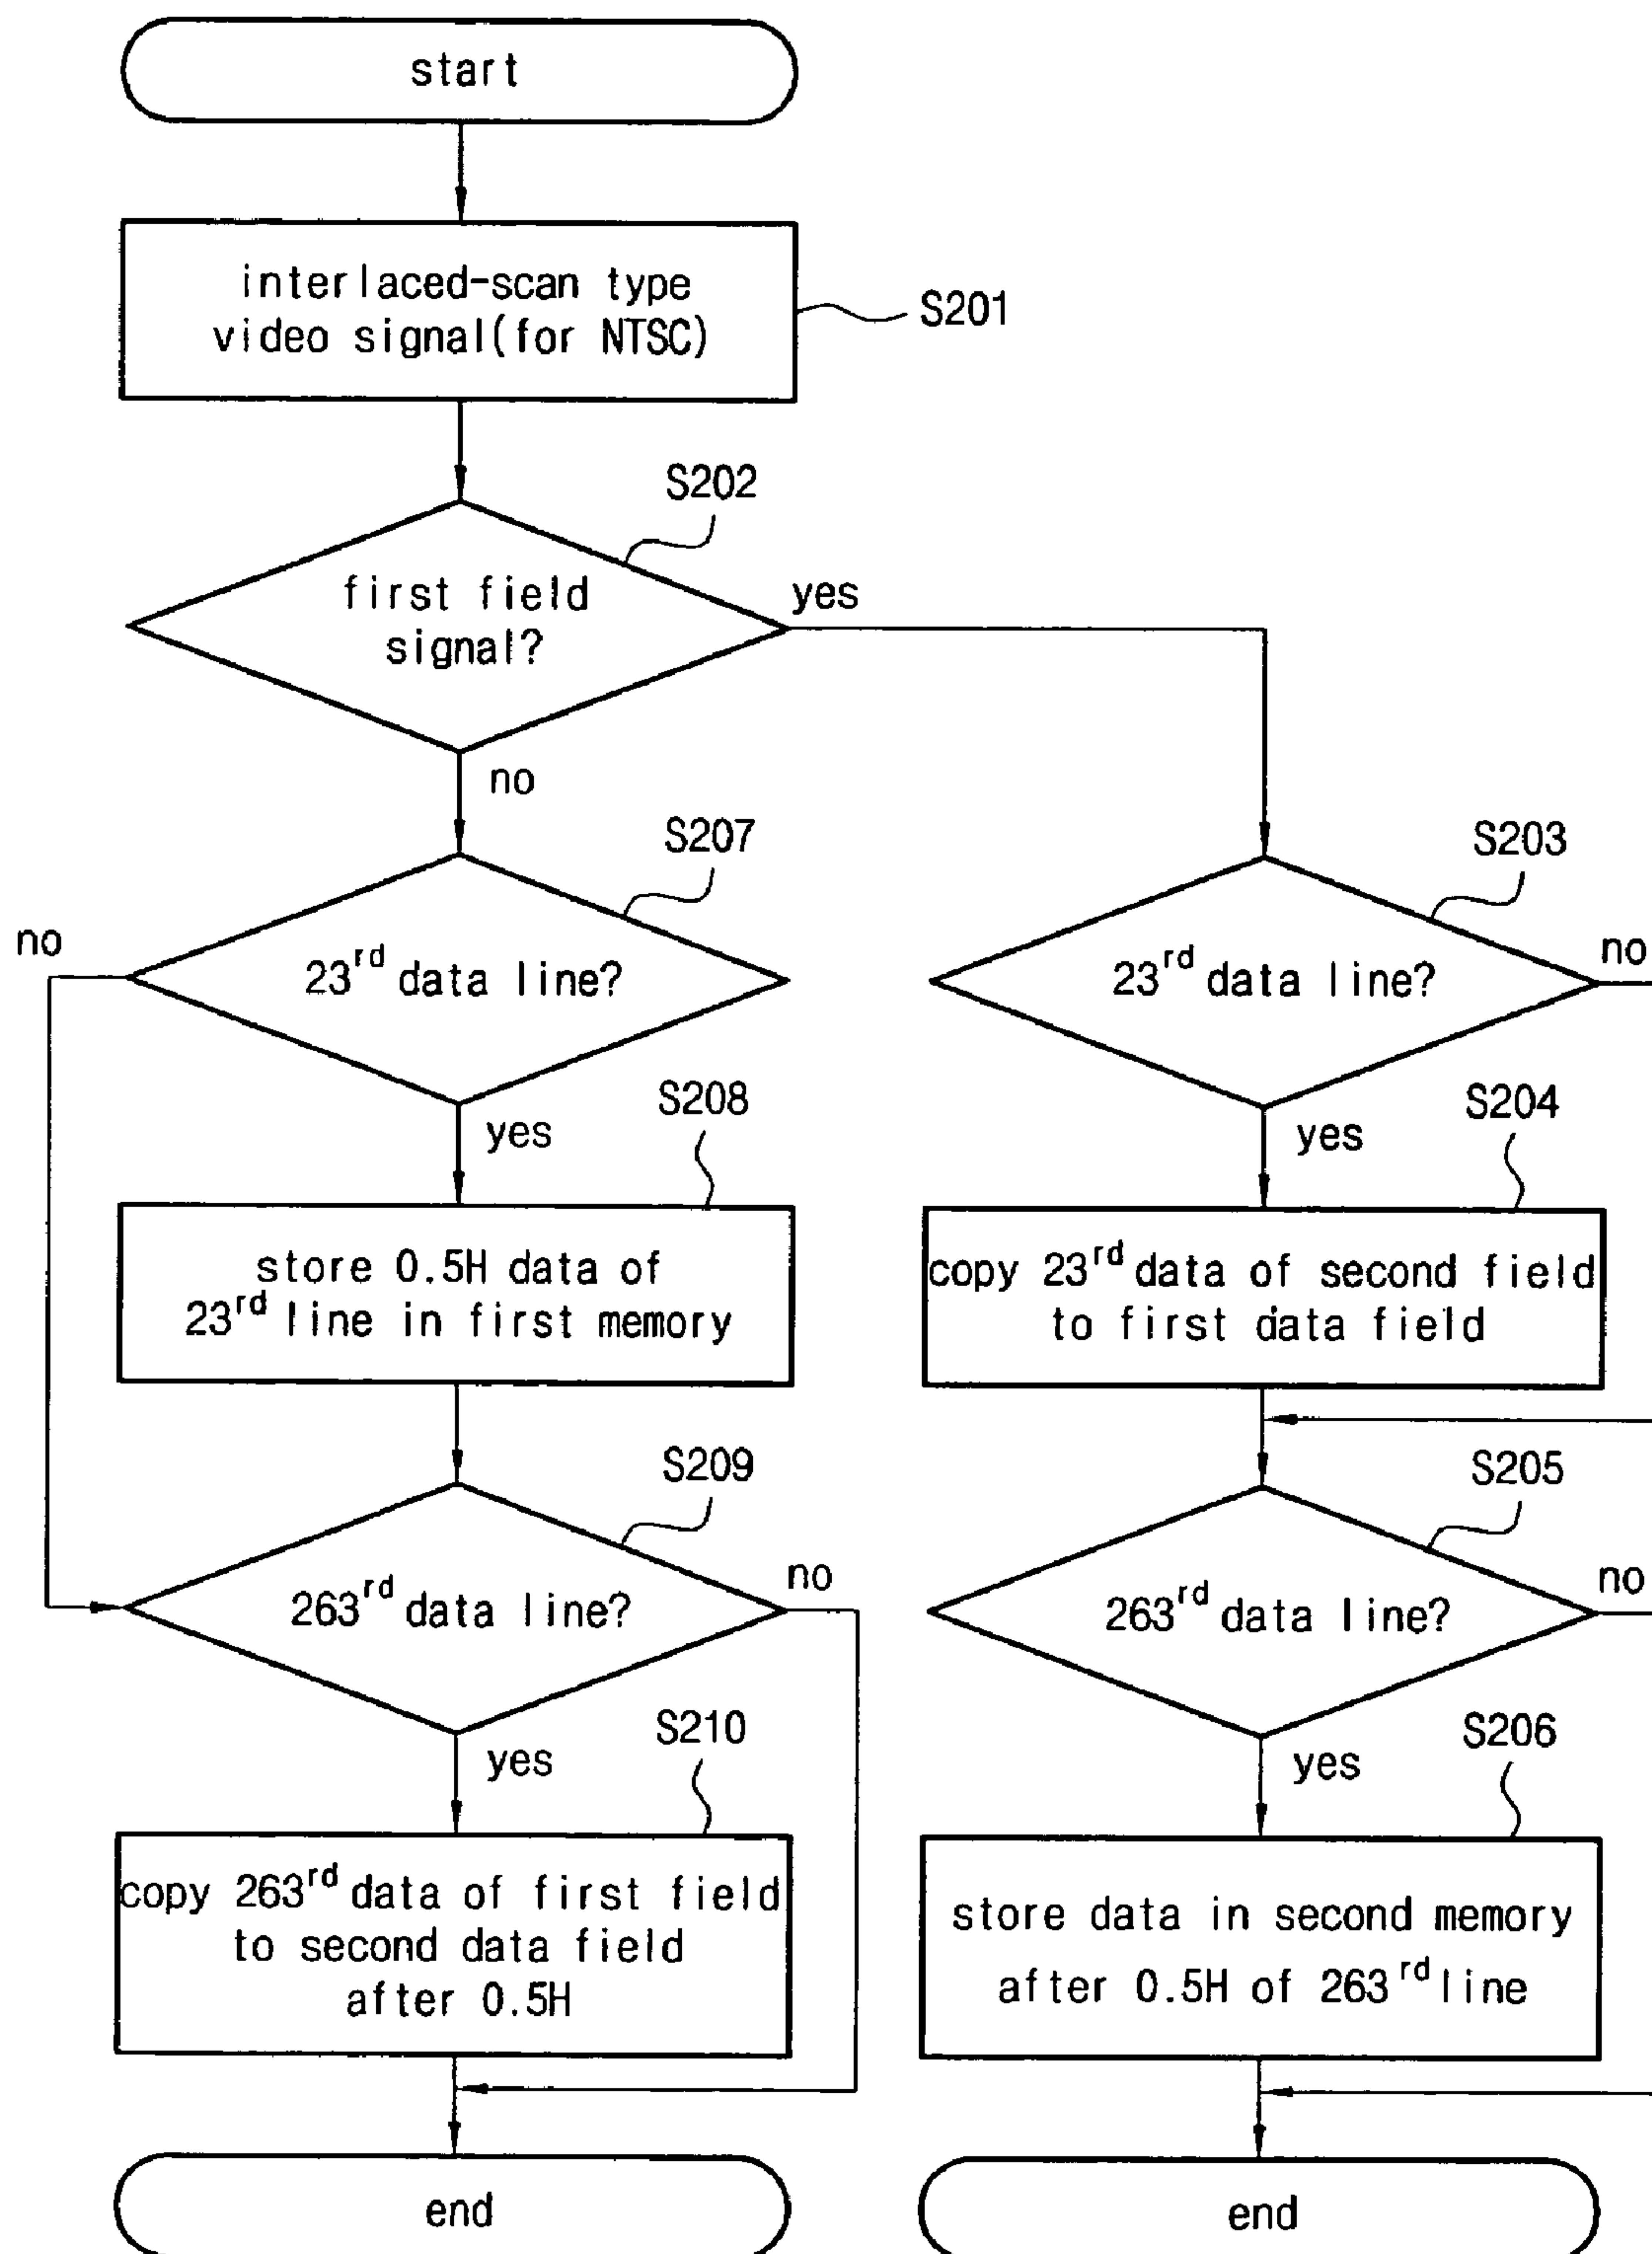 start
interlaced-scan type
video signal(for NTSC)
S201
S202
first field
signal?
yes
no
S207
23rd data line?
no
yes
S208
store 0.5H data of
23rd line in first memory
S209
263rd data line?
no
yes
S210
copy 263rd data of first field
to second data field
after 0.5H
end
S203
23rd data line?
no
yes
S204
copy 23rd data of second field
to first data field
S205
263rd data line?
no
yes
S206
store data in second memory
after 0.5H of 263rd line
end